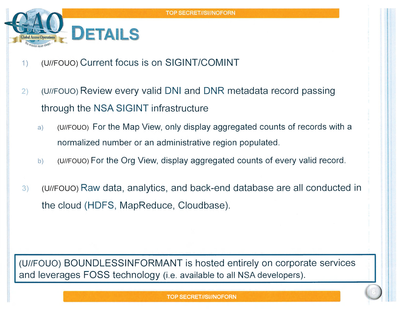 TOP SECRET//SI//NOFORN
GAO
Global Access Operations
DETAILS
1) (U//FOUO) Current focus is on SIGINT/COMINT
2) (U//FOUO) Review every valid DNI and DNR metadata record passing
through the NSA SIGINT infrastructure
a) (U//FOUO) For the Map View, only display aggregated counts of records with a
normalized number or an administrative region populated.
b) (U//FOUO) For the Org View, display aggregated counts of every valid record.
3) (U//FOUO) Raw data, analytics, and back-end database are all conducted in
the cloud (HDFS, MapReduce, Cloudbase).
(U//FOUO) BOUNDLESSINFORMANT is hosted entirely on corporate services
and leverages FOSS technology (i.e. available to all NSA developers).
TOP SECRET//SI//NOFORN